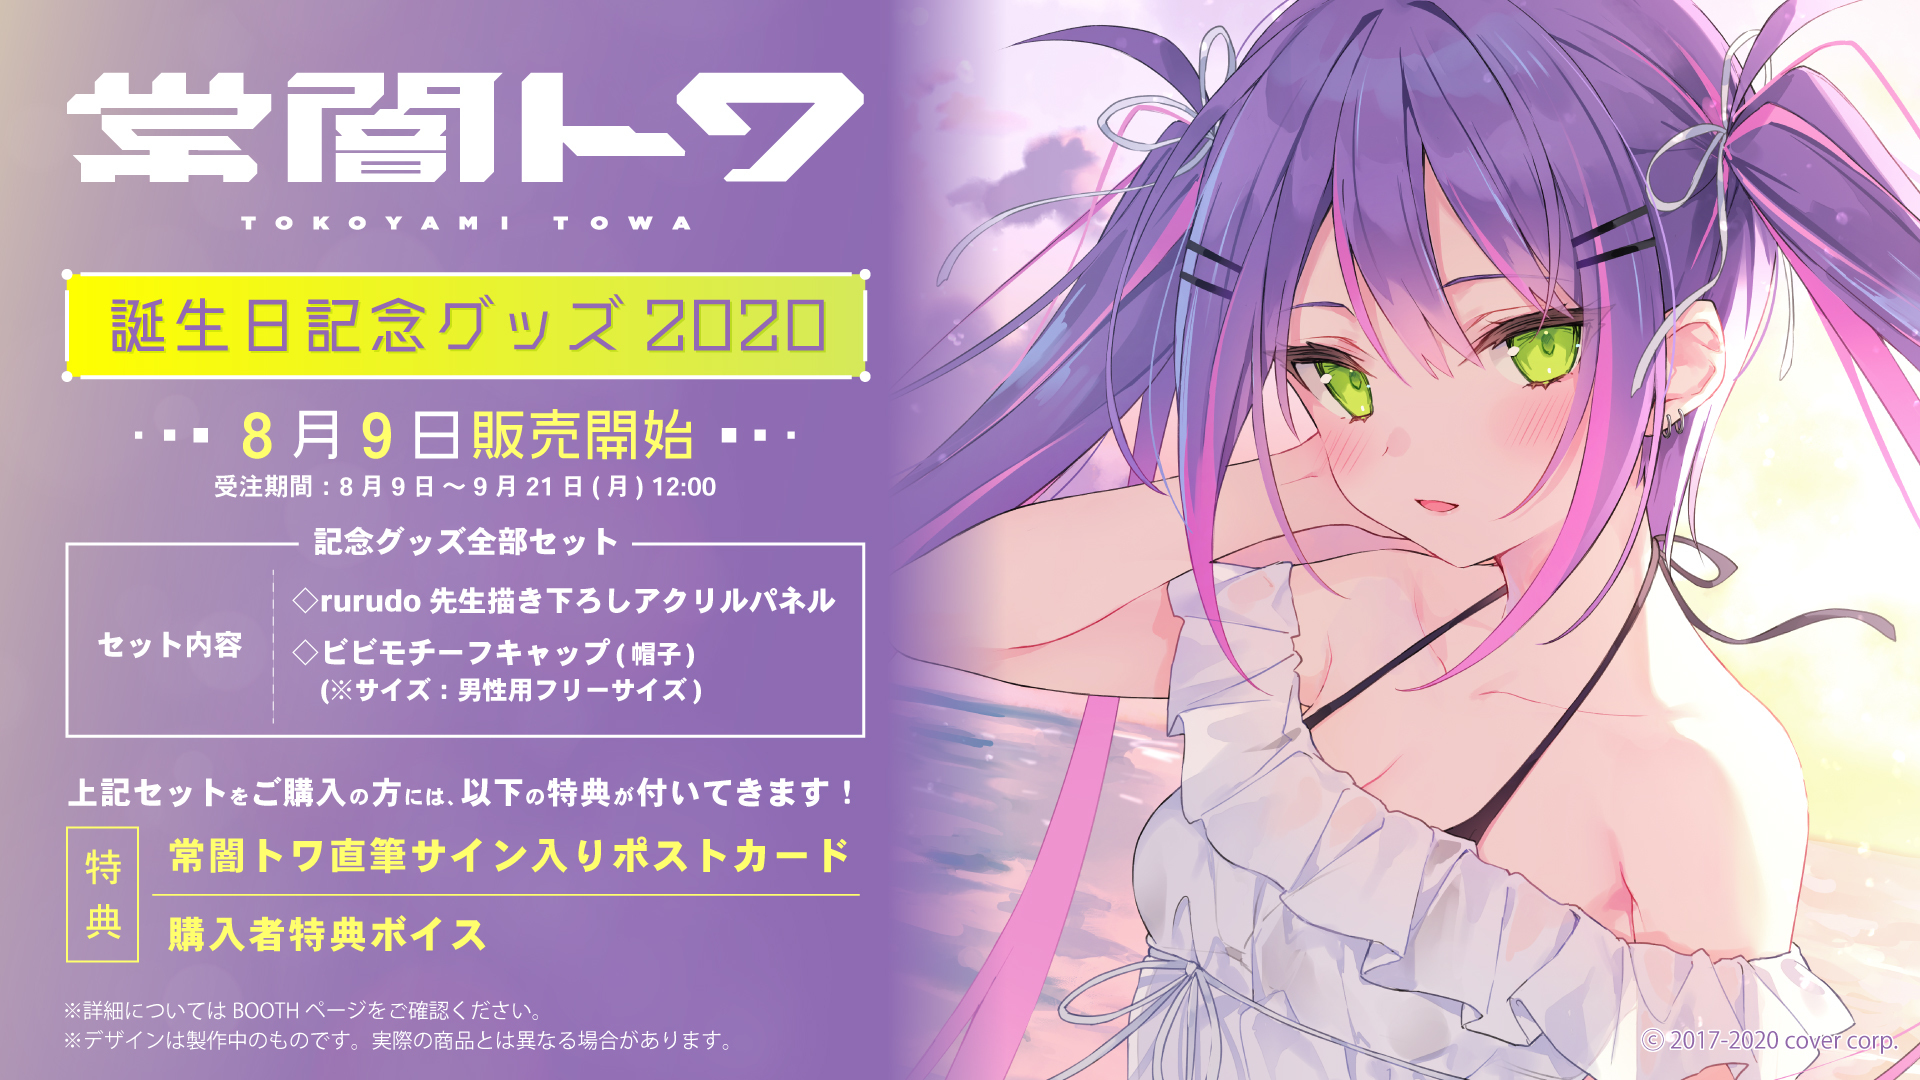 常闇トワ
TOKOYAMI TOWA
誕生日記念グッズ2020
8月9日販売開始
受注期間：8月9日～9月21日(月)12:00
記念グッズ全部セット
セット内容
◇rurudo先生描き下ろしアクリルパネル
◇ビビモチーフキャップ(帽子)
(※サイズ：男性用フリーサイズ)
上記セットをご購入の方には、以下の特典が付いてきます！
特典
常闇トワ直筆サイン入りポストカード
購入者特典ボイス
※詳細についてはBOOTHページをご確認ください。
※デザインは製作中のものです。実際の商品とは異なる場合があります。
© 2017-2020 cover corp.